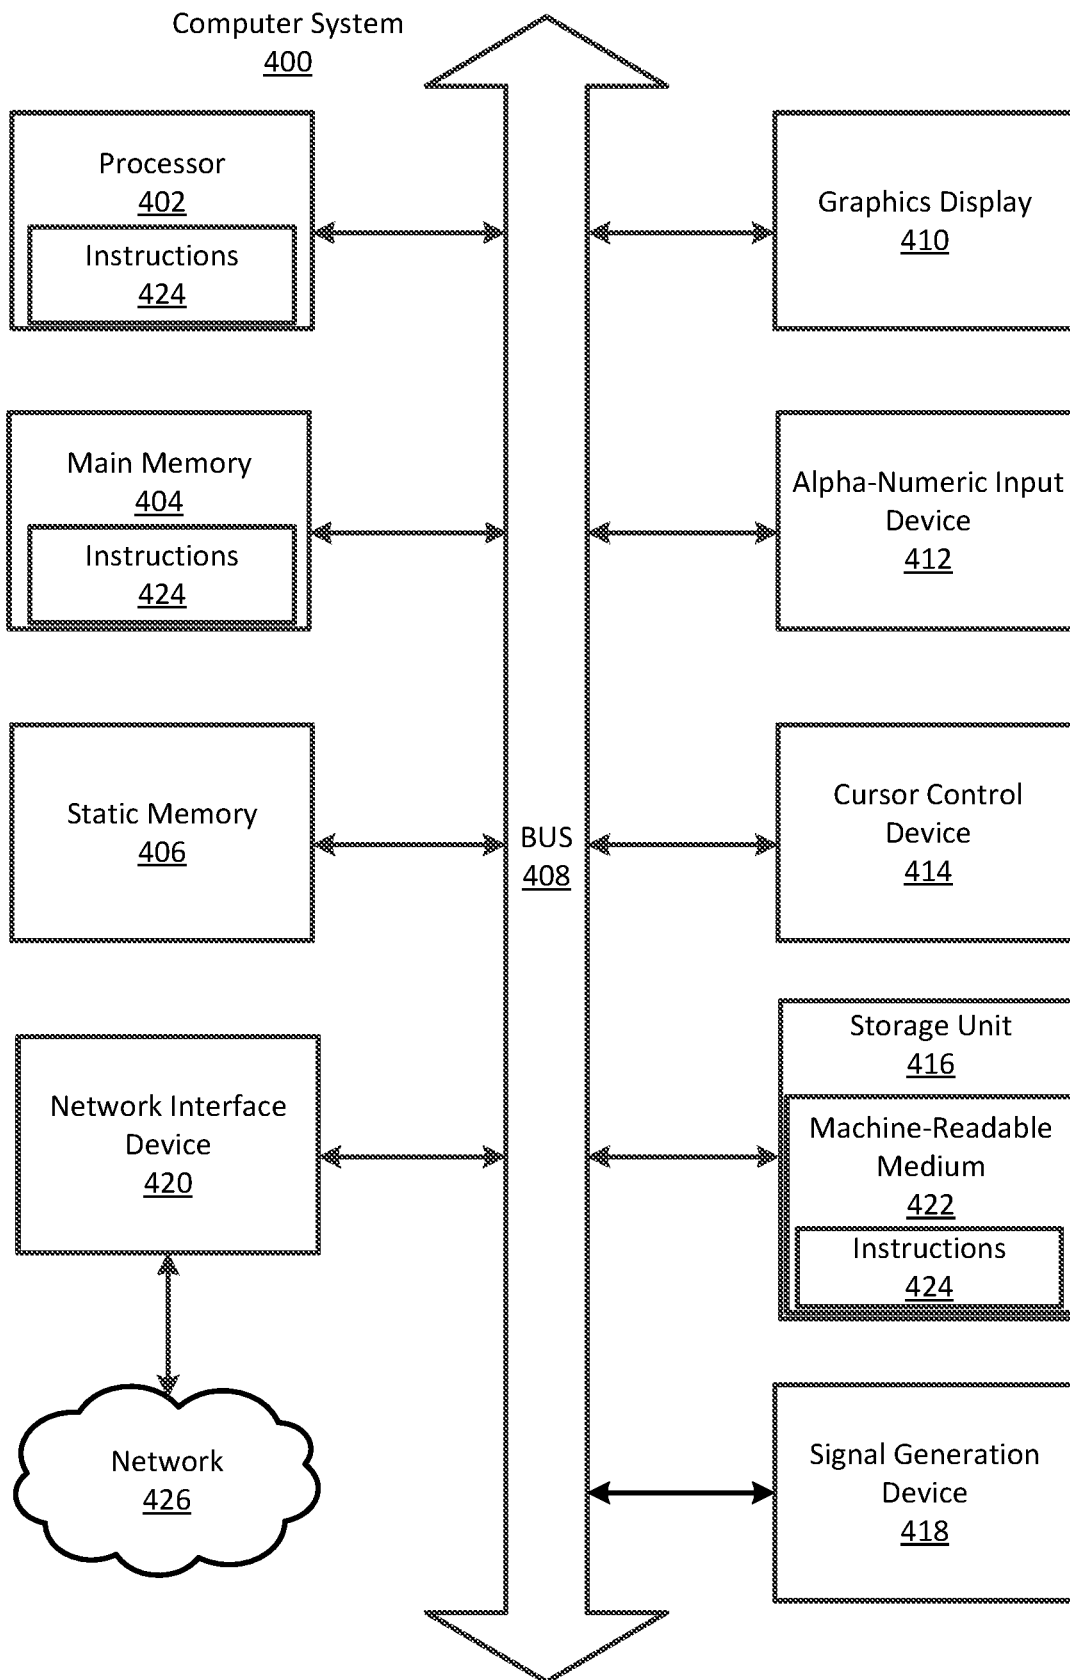 Computer System
400
Processor
402
Instructions
424
Main Memory
404
Instructions
424
Static Memory
406
Network Interface
Device
420
Network
426
BUS
408
Graphics Display
410
Alpha-Numeric Input
Device
412
Cursor Control
Device
414
Storage Unit
416
Machine-Readable
Medium
422
Instructions
424
Signal Generation
Device
418